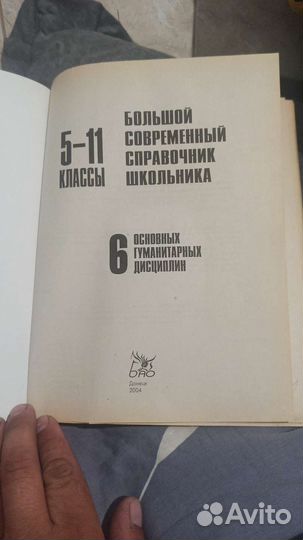 5–11
КЛАССЫ
БОЛЬШОЙ
СОВРЕМЕННЫЙ
СПРАВОЧНИК
ШКОЛЬНИКА
6
ОСНОВНЫХ
ГУМАНИТАРНЫХ
ДИСЦИПЛИН
Донецк
2004
Avito